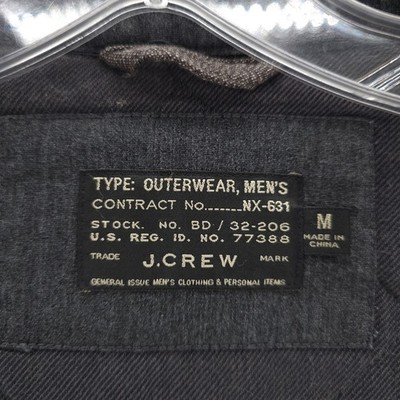 TYPE: OUTERWEAR, MEN'S
CONTRACT No.......... NX-631
STOCK. NO. BD / 32-206
U.S. REG. ID. NO. 77388
TRADE J.CREW MARK
GENERAL ISSUE MEN'S CLOTHING & PERSONAL ITEMS
M
MADE IN
CHINA